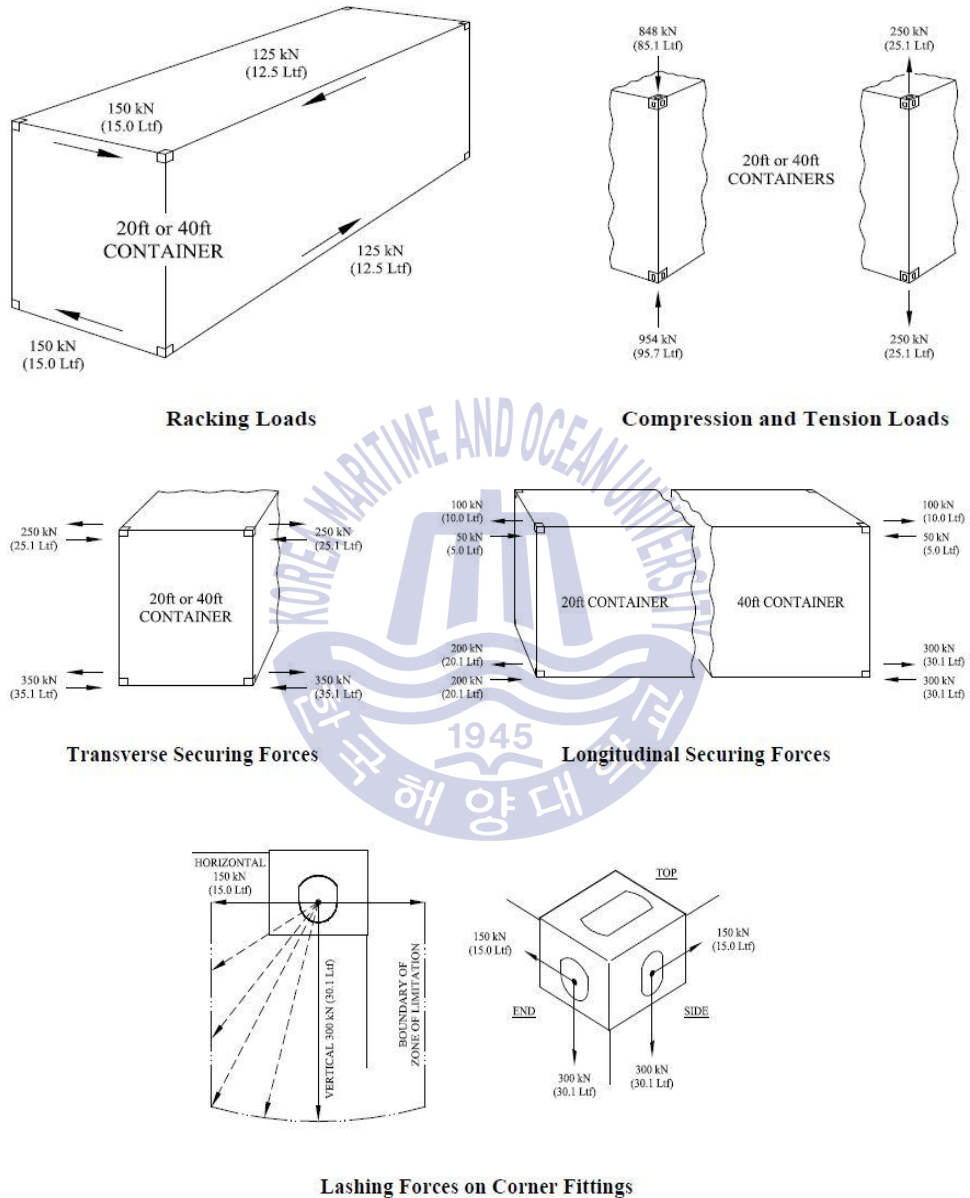 125 kN
(12.5 Ltf)
150 kN
(15.0 Ltf)
20ft or 40ft
CONTAINER
125 kN
(12.5 Ltf)
150 kN
(15.0 Ltf)
848 kN
(85.1 Ltf)
250 kN
(25.1 Ltf)
20ft or 40ft
CONTAINERS
954 kN
(95.7 Ltf)
250 kN
(25.1 Ltf)
Racking Loads
Compression and Tension Loads
KOREA MARITIME AND OCEAN UNIVERSITY
250 kN
(25.1 Ltf)
250 kN
(25.1 Ltf)
20ft or 40ft
CONTAINER
350 kN
(35.1 Ltf)
350 kN
(35.1 Ltf)
100 kN
(10.0 Ltf)
50 kN
(5.0 Ltf)
100 kN
(10.0 Ltf)
50 kN
(5.0 Ltf)
20ft CONTAINER
40ft CONTAINER
200 kN
(20.1 Ltf)
200 kN
(20.1 Ltf)
300 kN
(30.1 Ltf)
300 kN
(30.1 Ltf)
1945
한국해양대학교
Transverse Securing Forces
Longitudinal Securing Forces
HORIZONTAL
150 kN
(15.0 Ltf)
VERTICAL 300 kN (30.1 Ltf)
BOUNDARY OF
ZONE OF LIMITATION
TOP
150 kN
(15.0 Ltf)
150 kN
(15.0 Ltf)
END
SIDE
300 kN
(30.1 Ltf)
300 kN
(30.1 Ltf)
Lashing Forces on Corner Fittings